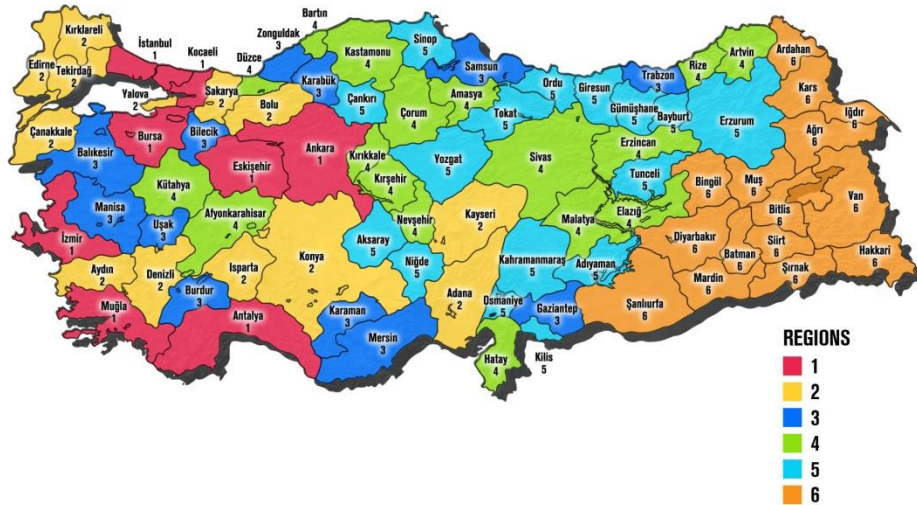 Kırklareli
2
Edirne
2
Tekirdağ
2
İstanbul
1
Kocaeli
1
Yalova
2
Sakarya
2
Düzce
4
Zonguldak
3
Bartın
4
Karabük
3
Bolu
2
Kastamonu
4
Çankırı
5
Sinop
5
Samsun
3
Çorum
4
Amasya
4
Tokat
5
Ordu
5
Giresun
5
Trabzon
3
Gümüşhane
5
Bayburt
5
Rize
4
Artvin
4
Ardahan
6
Kars
6
Iğdır
6
Ağrı
6
Erzurum
5
Erzincan
4
Tunceli
5
Çanakkale
2
Balıkesir
3
Bursa
1
Bilecik
3
Eskişehir
1
Ankara
1
Kırıkkale
4
Kırşehir
4
Yozgat
5
Sivas
4
Kütahya
4
Manisa
3
Uşak
3
Afyonkarahisar
4
İzmir
1
Aydın
2
Denizli
2
Muğla
1
Burdur
3
Isparta
2
Antalya
1
Konya
2
Karaman
3
Mersin
3
Aksaray
5
Nevşehir
4
Niğde
5
Kayseri
2
Adana
2
Kahramanmaraş
5
Osmaniye
5
Hatay
4
Gaziantep
3
Kilis
5
Adıyaman
5
Malatya
4
Elazığ
4
Bingöl
6
Muş
6
Bitlis
6
Van
6
Diyarbakır
6
Batman
6
Siirt
6
Mardin
6
Şırnak
6
Hakkari
6
Şanlıurfa
6
REGIONS
1
2
3
4
5
6